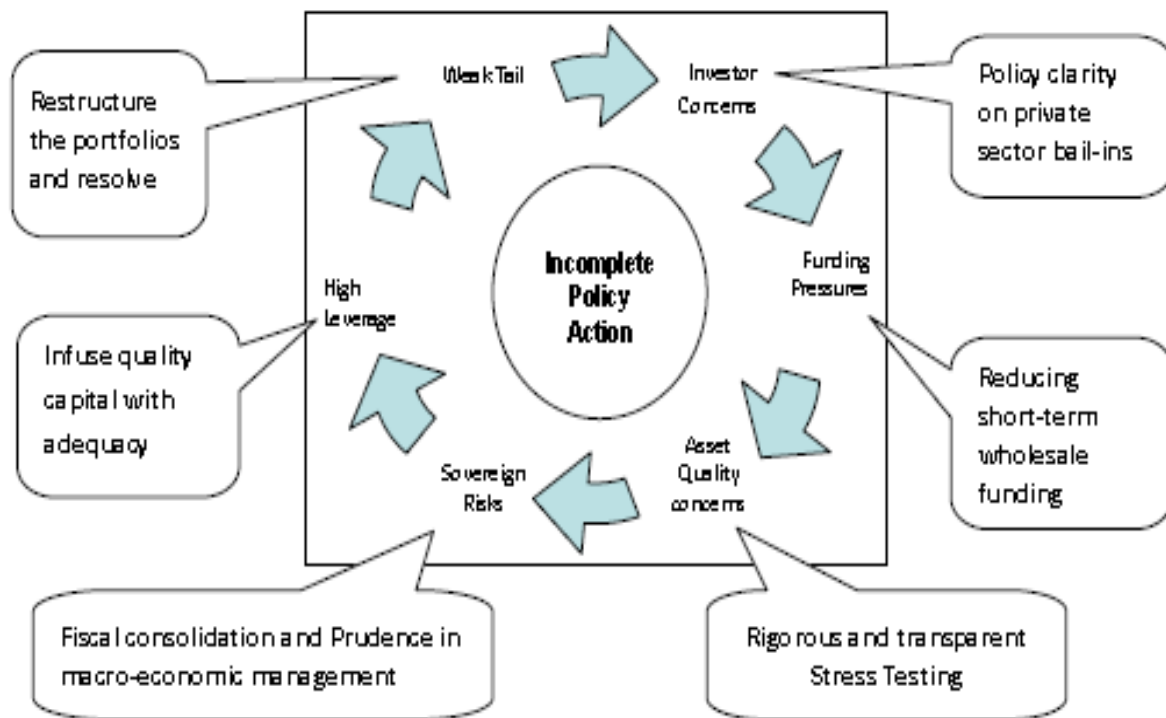 Weak Tail
Investor
Concerns
Policy clarity
on private
sector bail-ins
Restructure
the portfolios
and resolve
Incomplete
Policy
Action
Funding
Pressures
High
Leverage
Infuse quality
capital with
adequacy
Reducing
short-term
wholesale
funding
Sovereign
Risks
Asset
Quality
concerns
Fiscal consolidation and Prudence in
macro-economic management
Rigorous and transparent
Stress Testing